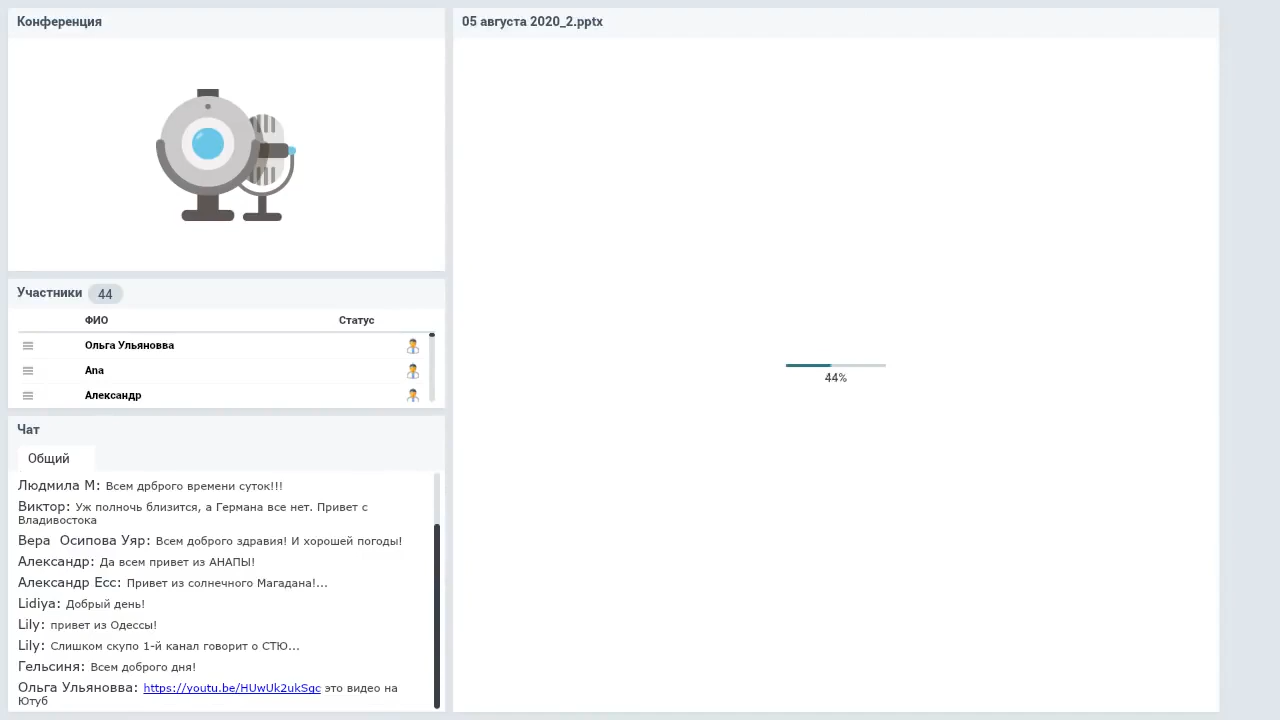 Конференция
05 августа 2020_2.pptx
Участники 44
ФИО Статус
Ольга Ульяновва
Ana
Александр
44%
Чат
Общий
Людмила М: Всем дрброго времени суток!!!
Виктор: Уж полночь близится, а Германа все нет. Привет с
Владивостока
Вера Осипова Уяр: Всем доброго здравия! И хорошей погоды!
Александр: Да всем привет из АНАПЫ!
Александр Есс: Привет из солнечного Магадана!...
Lidiya: Добрый день!
Lily: привет из Одессы!
Lily: Слишком скупо 1-й канал говорит о СТЮ...
Гельсиня: Всем доброго дня!
Ольга Ульяновва: https://youtu.be/HUwUk2ukSgc это видео на
Ютуб